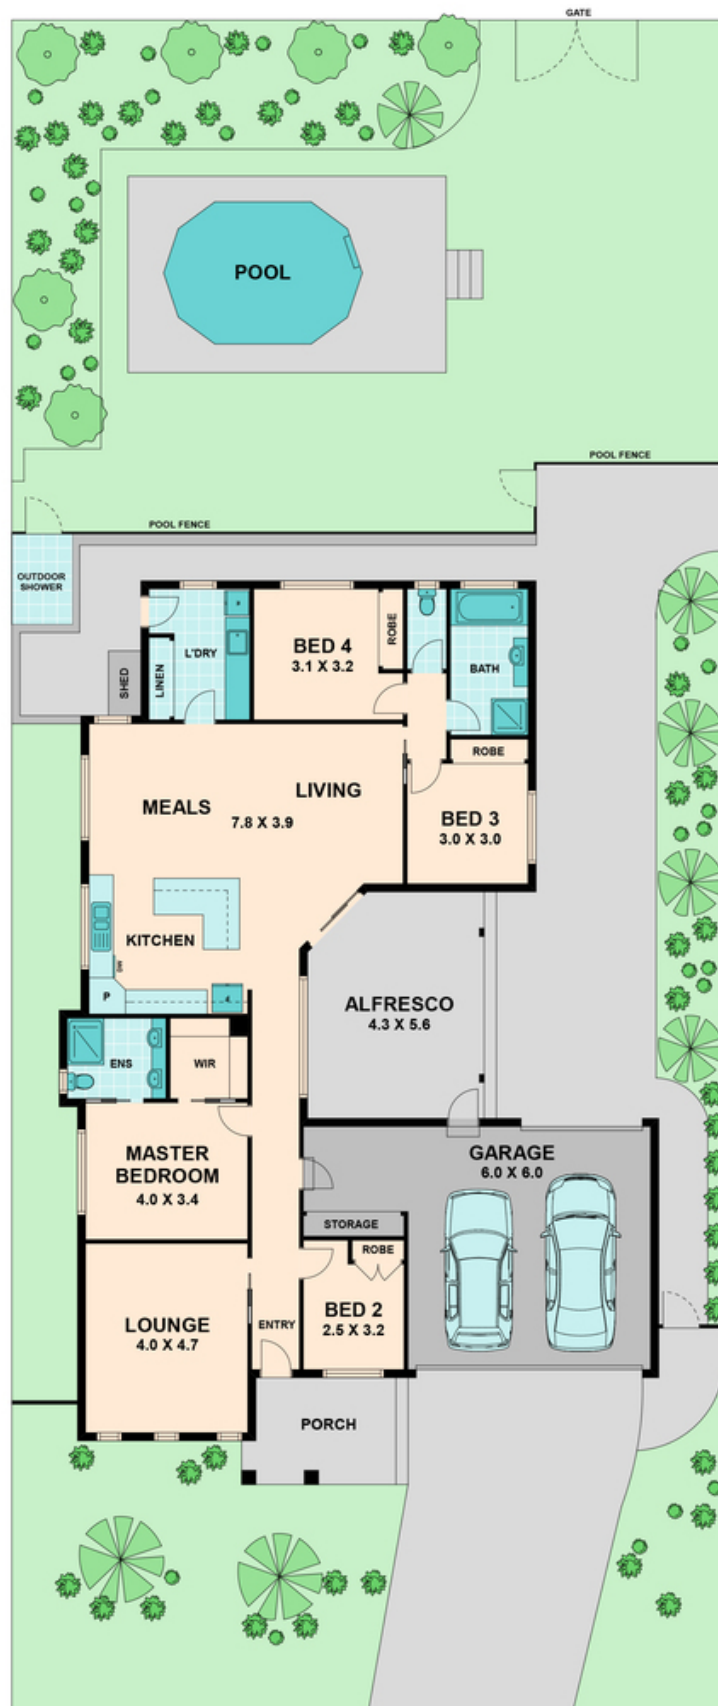 GATE
POOL
POOL FENCE
POOL FENCE
OUTDOOR
SHOWER
SHED
LINEN
L'DRY
BED 4
3.1 X 3.2
ROBE
BATH
ROBE
LIVING
MEALS
7.8 X 3.9
BED 3
3.0 X 3.0
KITCHEN
DW
P
ALFRESCO
4.3 X 5.6
ENS
WIR
MASTER
BEDROOM
4.0 X 3.4
GARAGE
6.0 X 6.0
STORAGE
ROBE
LOUNGE
4.0 X 4.7
ENTRY
BED 2
2.5 X 3.2
PORCH